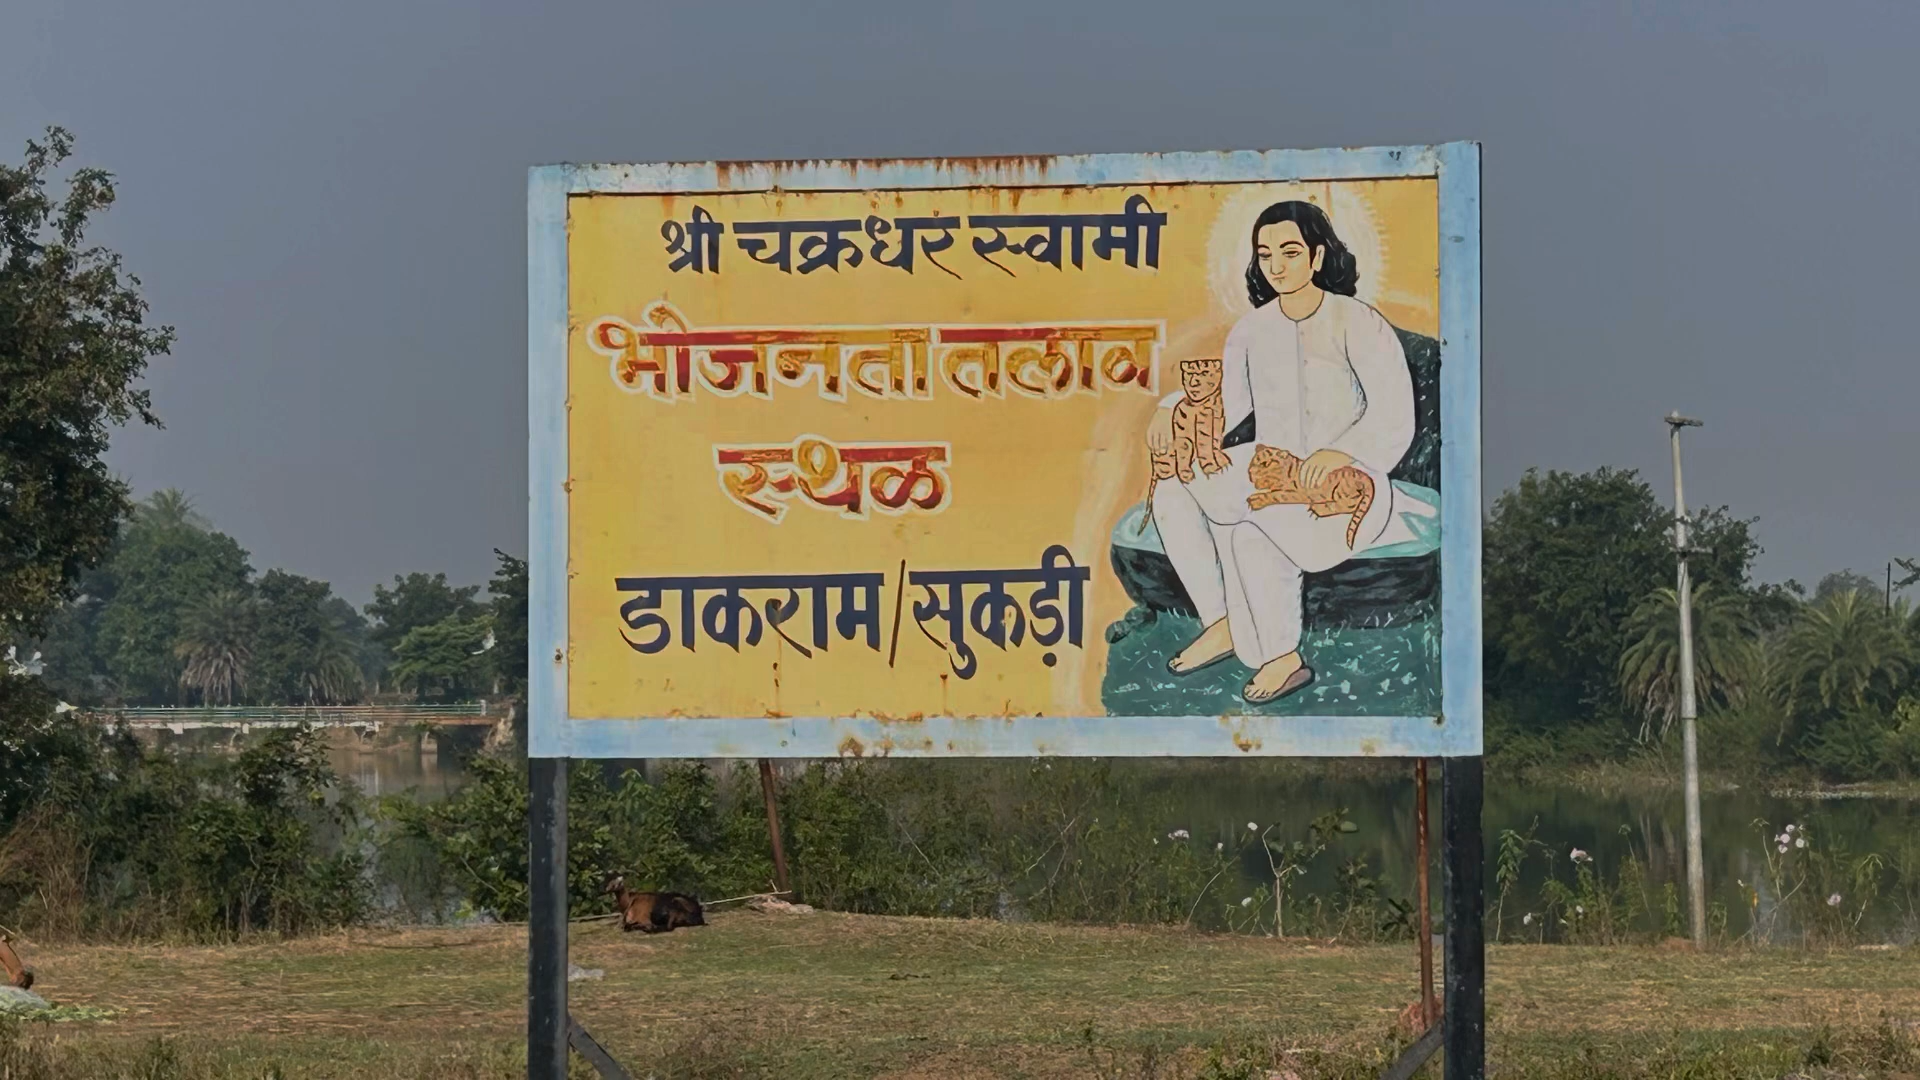 श्री चक्रधर स्वामी
भोजनता तलाव
स्थळ
डाकराम/सुकडी